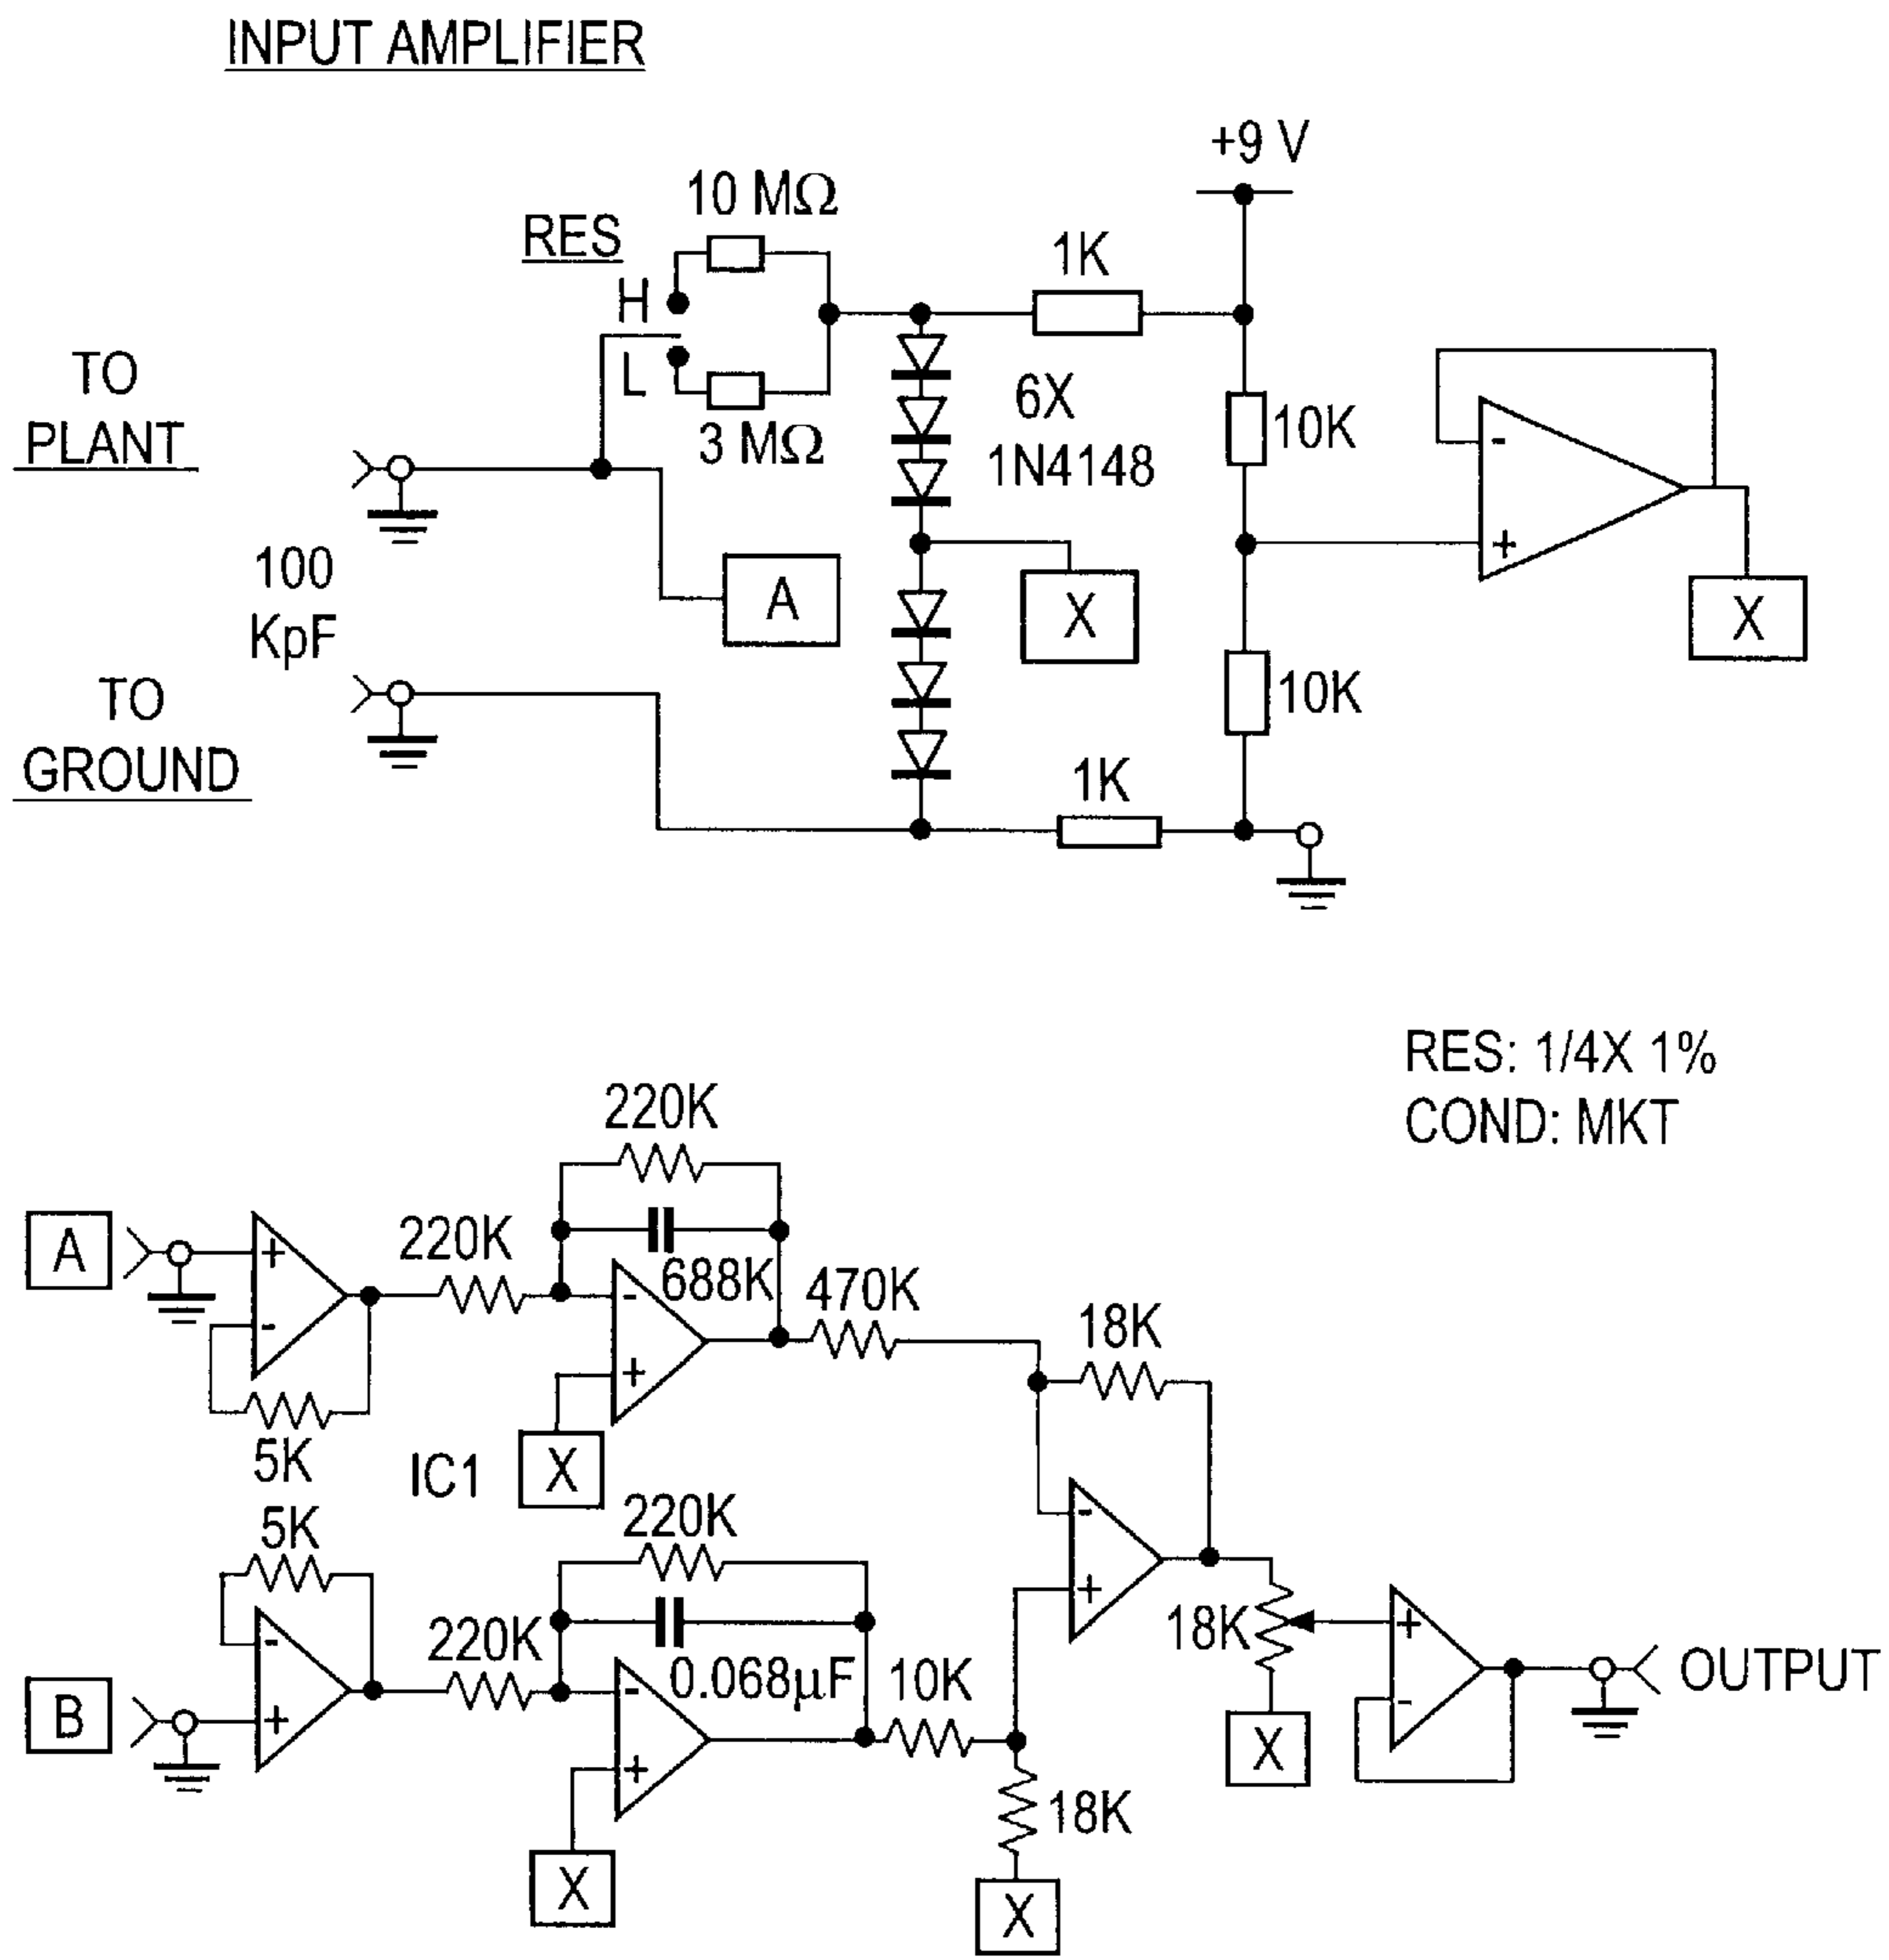 INPUT AMPLIFIER
+9 V
10 MΩ
RES
1K
H
TO
PLANT
L
6X
1N4148
10K
-
3 MΩ
+
100
KpF
A
X
X
TO
GROUND
10K
1K
RES: 1/4X 1%
COND: MKT
220K
A
+
220K
688K
-
470K
18K
-
+
5K
IC1
X
5K
220K
-
-
220K
+
18K
+
OUTPUT
B
+
0.068µF
-
10K
-
X
+
18K
X
X